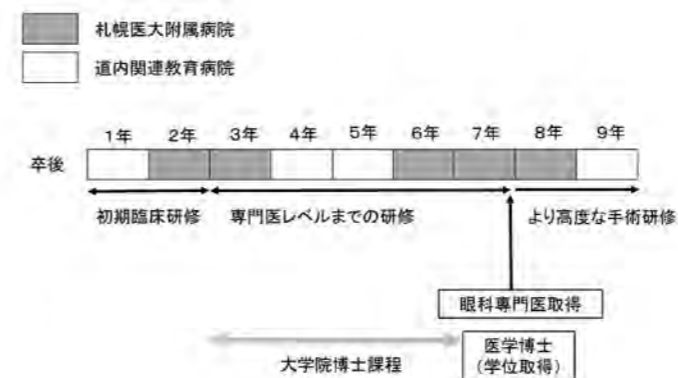 札幌医大附属病院
道内関連教育病院
1年 2年 3年 4年 5年 6年 7年 8年 9年
卒後
初期臨床研修 専門医レベルまでの研修 より高度な手術研修
眼科専門医取得
大学院博士課程
医学博士
(学位取得)